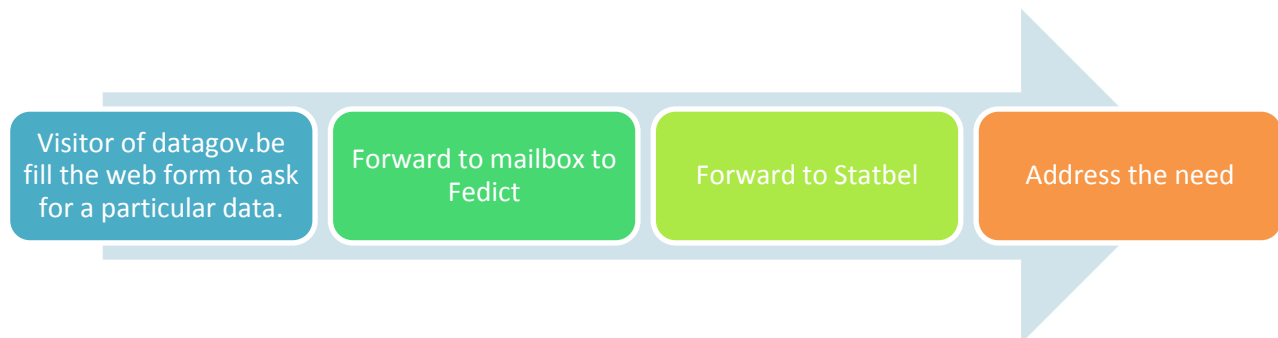 Visitor of datagov.be
fill the web form to ask
for a particular data.
Forward to mailbox to
Fedict
Forward to Statbel
Address the need